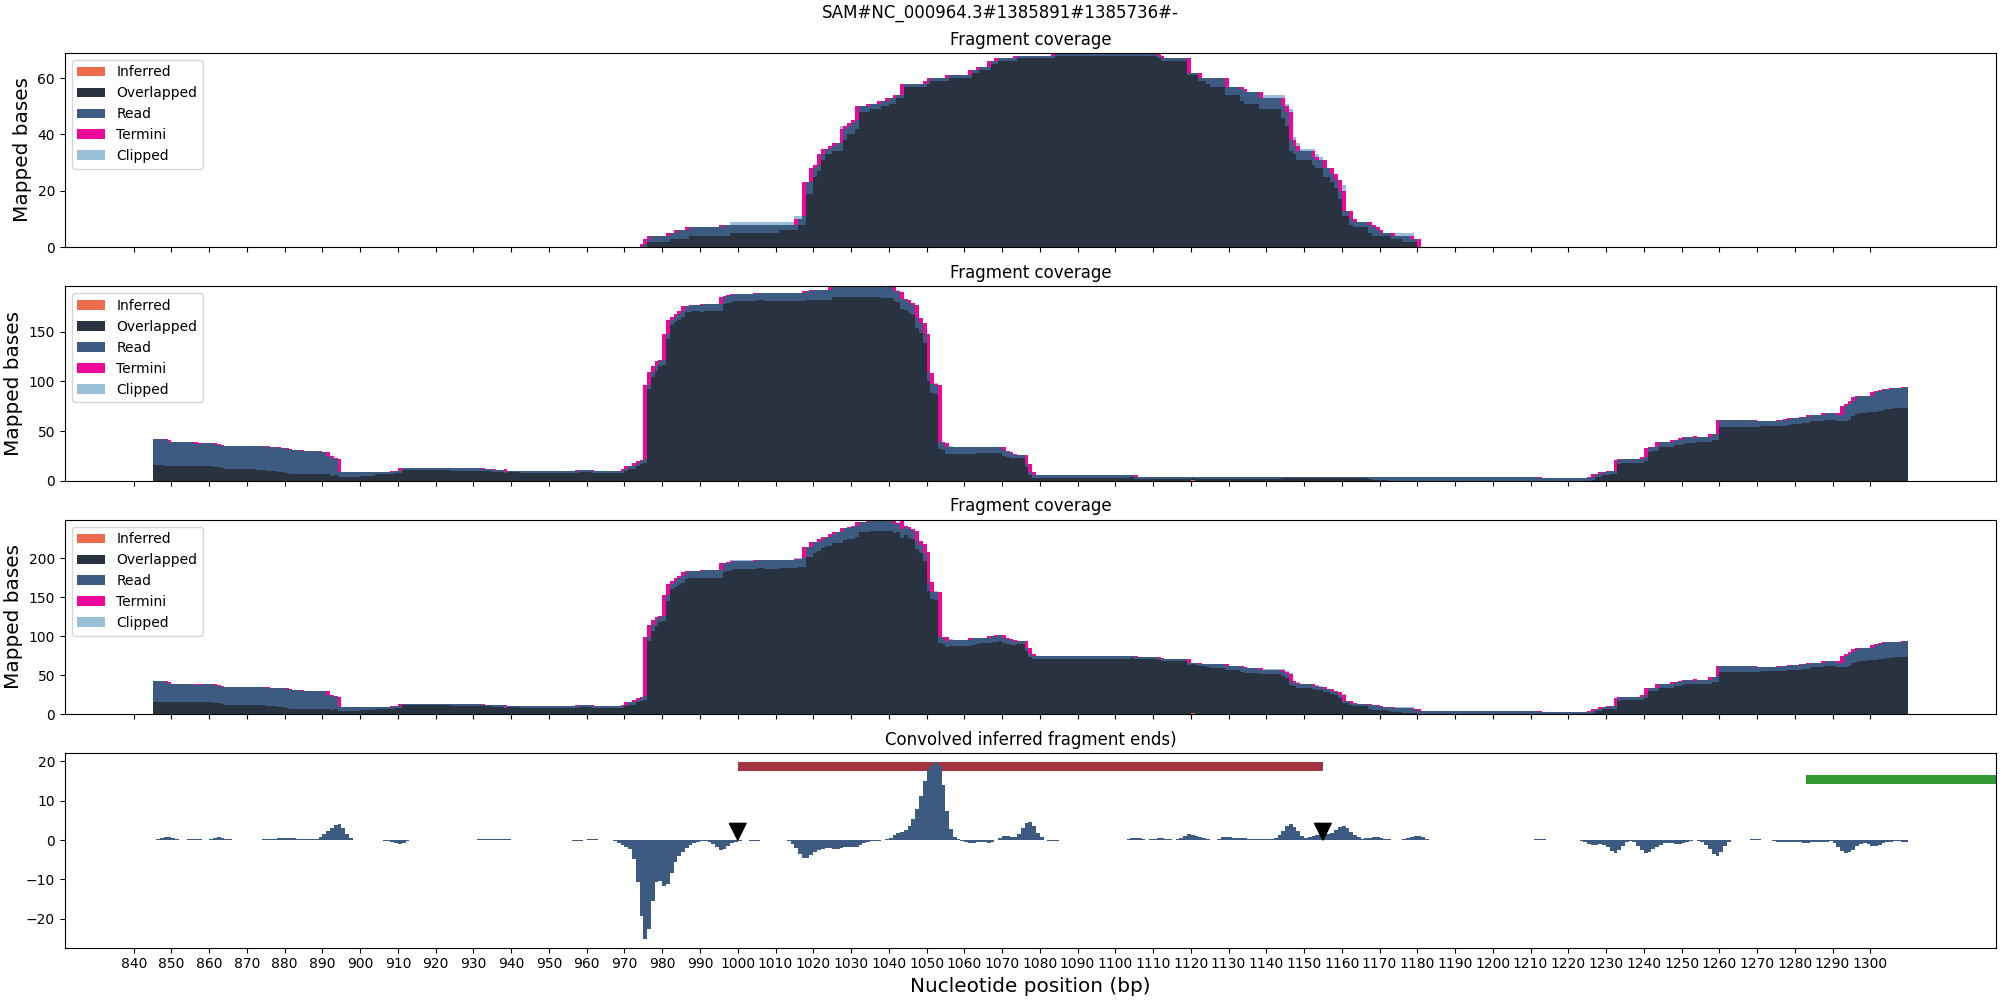 SAM#NC_000964.3#1385891#1385736#-
Fragment coverage
Mapped bases
60
40
20
0
Inferred
Overlapped
Read
Termini
Clipped
Fragment coverage
Mapped bases
150
100
50
0
Inferred
Overlapped
Read
Termini
Clipped
Fragment coverage
Mapped bases
200
150
100
50
0
Inferred
Overlapped
Read
Termini
Clipped
Convolved inferred fragment ends)
20
10
0
−10
−20
840 850 860 870 880 890 900 910 920 930 940 950 960 970 980 990 1000 1010 1020 1030 1040 1050 1060 1070 1080 1090 1100 1110 1120 1130 1140 1150 1160 1170 1180 1190 1200 1210 1220 1230 1240 1250 1260 1270 1280 1290 1300
Nucleotide position (bp)